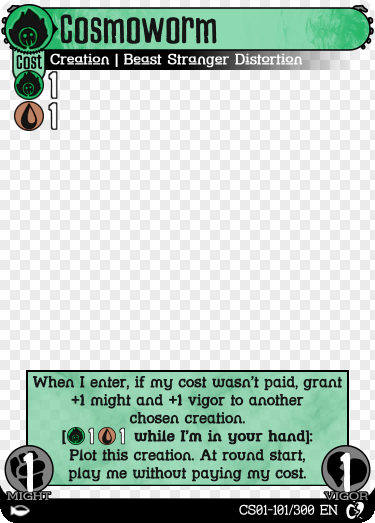 Cosmoworm
Cost
Creation | Beast Stranger Distortion
1
1
When I enter, if my cost wasn't paid, grant
+1 might and +1 vigor to another
chosen creation.
[1 1 while I'm in your hand]:
Plot this creation. At round start,
play me without paying my cost.
1 1
MIGHT VIGOR
CS01-101/300 EN